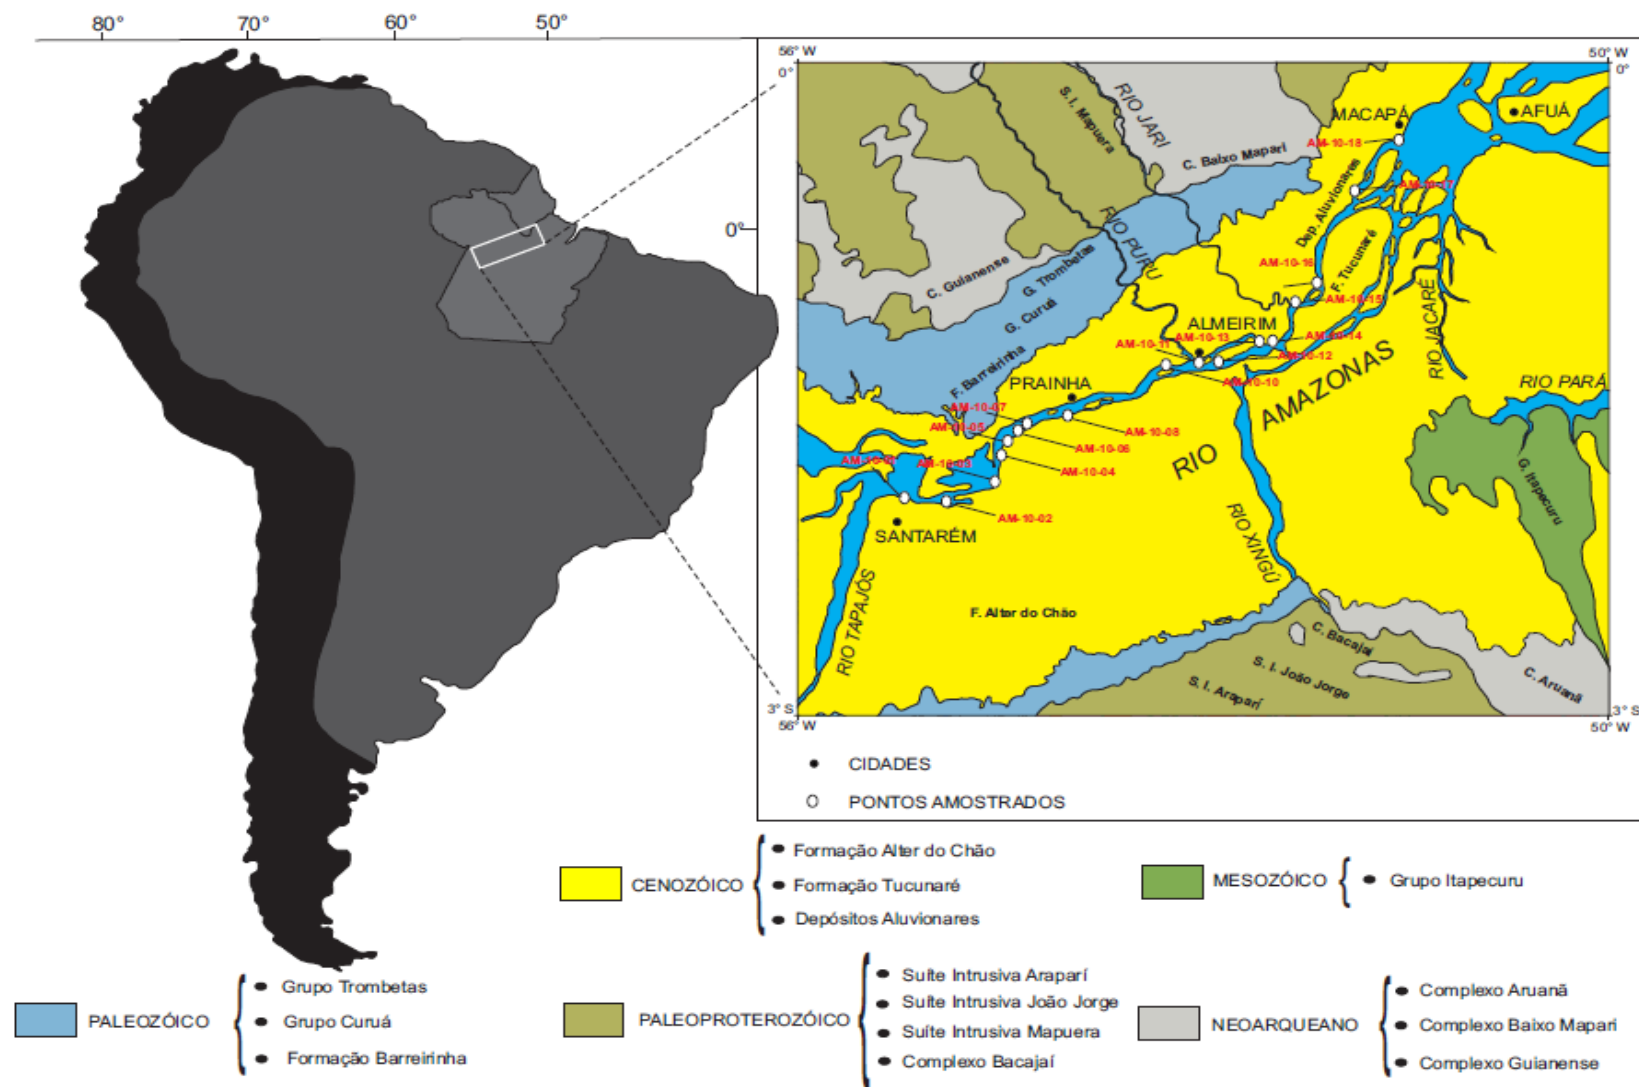 80°
70°
60°
50°
0°
56° W
0°
50° W
0°
RIO JARI
S. I. Mapuera
MACAPÁ
AFUÁ
AM-10-18
C. Baixo Mapari
AM-10-17
Dep. Aluvionares
RIO PURU
G. Trombetas
C. Guianense
F. Tucunaré
AM-10-16
AM-10-15
G. Curuá
RIO JACARÉ
ALMEIRIM
AM-10-11
AM-10-13
AM-10-14
AM-10-12
F. Barreirinha
PRAINHA
AM-10-10
RIO AMAZONAS
RIO PARÁ
AM-10-07
AM-10-05
AM-10-08
AM-10-06
AM-10-04
AM-10-02
G. Itapecuru
SANTARÉM
RIO XINGÚ
RIO TAPAJÓS
F. Alter do Chão
C. Bacajaí
S. I. João Jorge
S. I. Araparí
C. Aruanã
3° S
56° W
3° S
50° W
CIDADES
PONTOS AMOSTRADOS
CENOZÓICO
Formação Alter do Chão
Formação Tucunaré
Depósitos Aluvionares
MESOZÓICO
Grupo Itapecuru
PALEOZÓICO
Grupo Trombetas
Grupo Curuá
Formação Barreirinha
PALEOPROTEROZÓICO
Suíte Intrusiva Araparí
Suíte Intrusiva João Jorge
Suíte Intrusiva Mapuera
Complexo Bacajaí
NEOARQUEANO
Complexo Aruanã
Complexo Baixo Mapari
Complexo Guianense